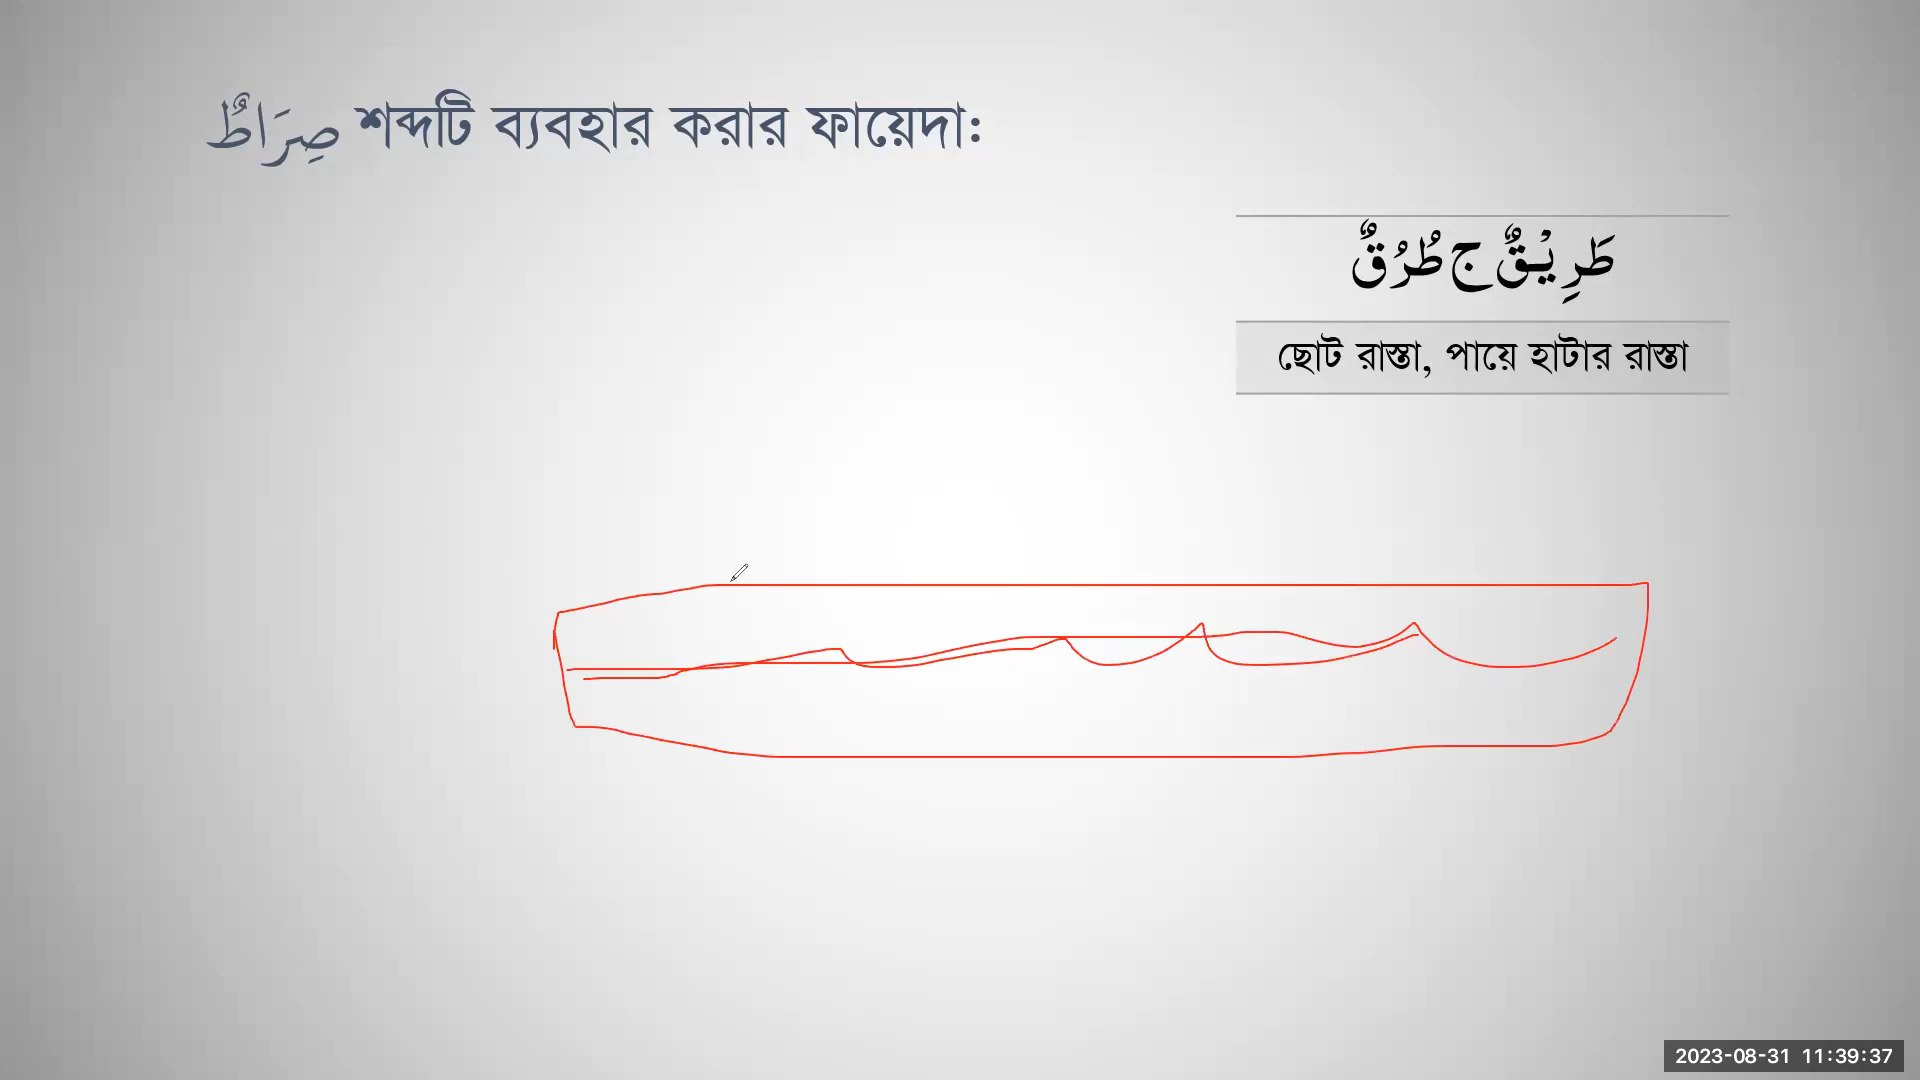 صِرَاطٌ শব্দটি ব্যবহার করার ফায়েদা:
طَرِيْقٌ ج طُرُقٌ
ছোট রাস্তা, পায়ে হাটার রাস্তা
2023-08-31 11:39:37